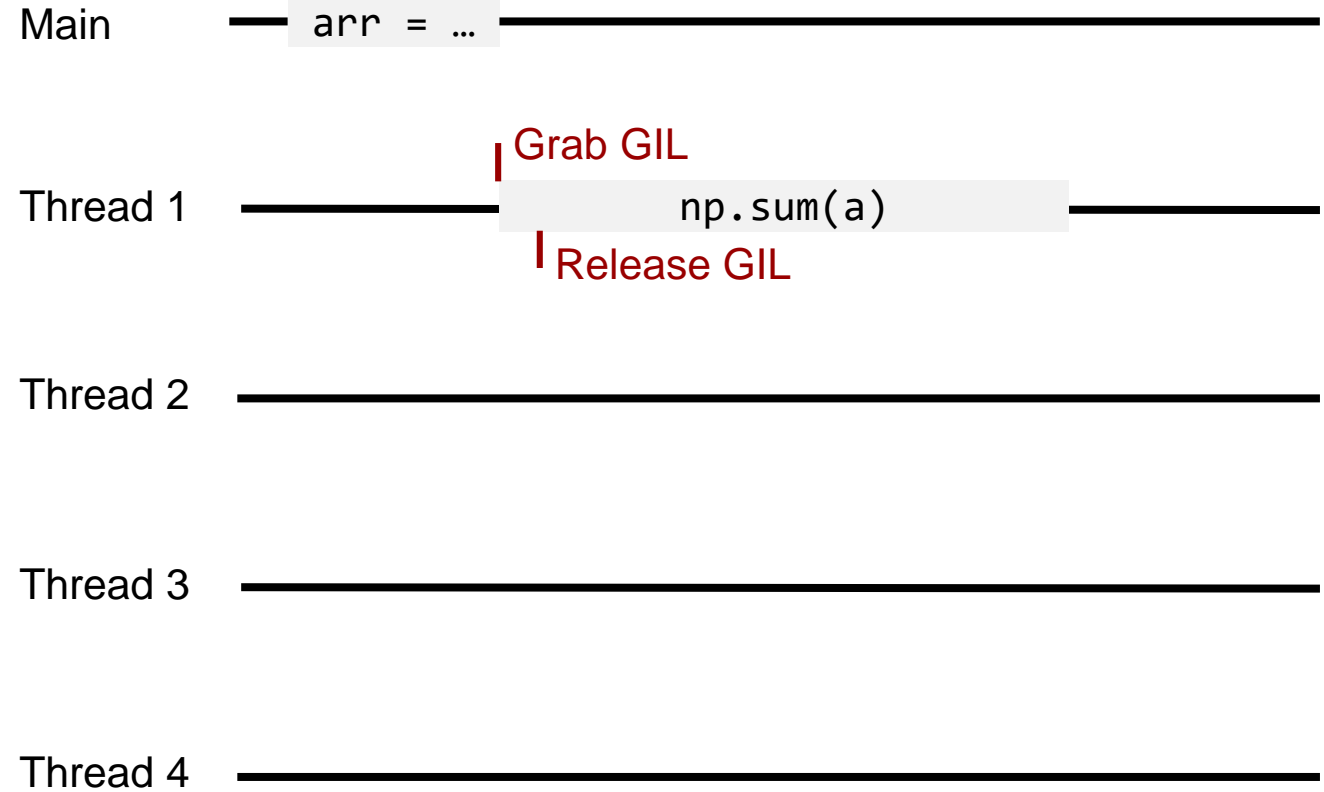 Main
arr = …
Grab GIL
Thread 1
np.sum(a)
Release GIL
Thread 2
Thread 3
Thread 4